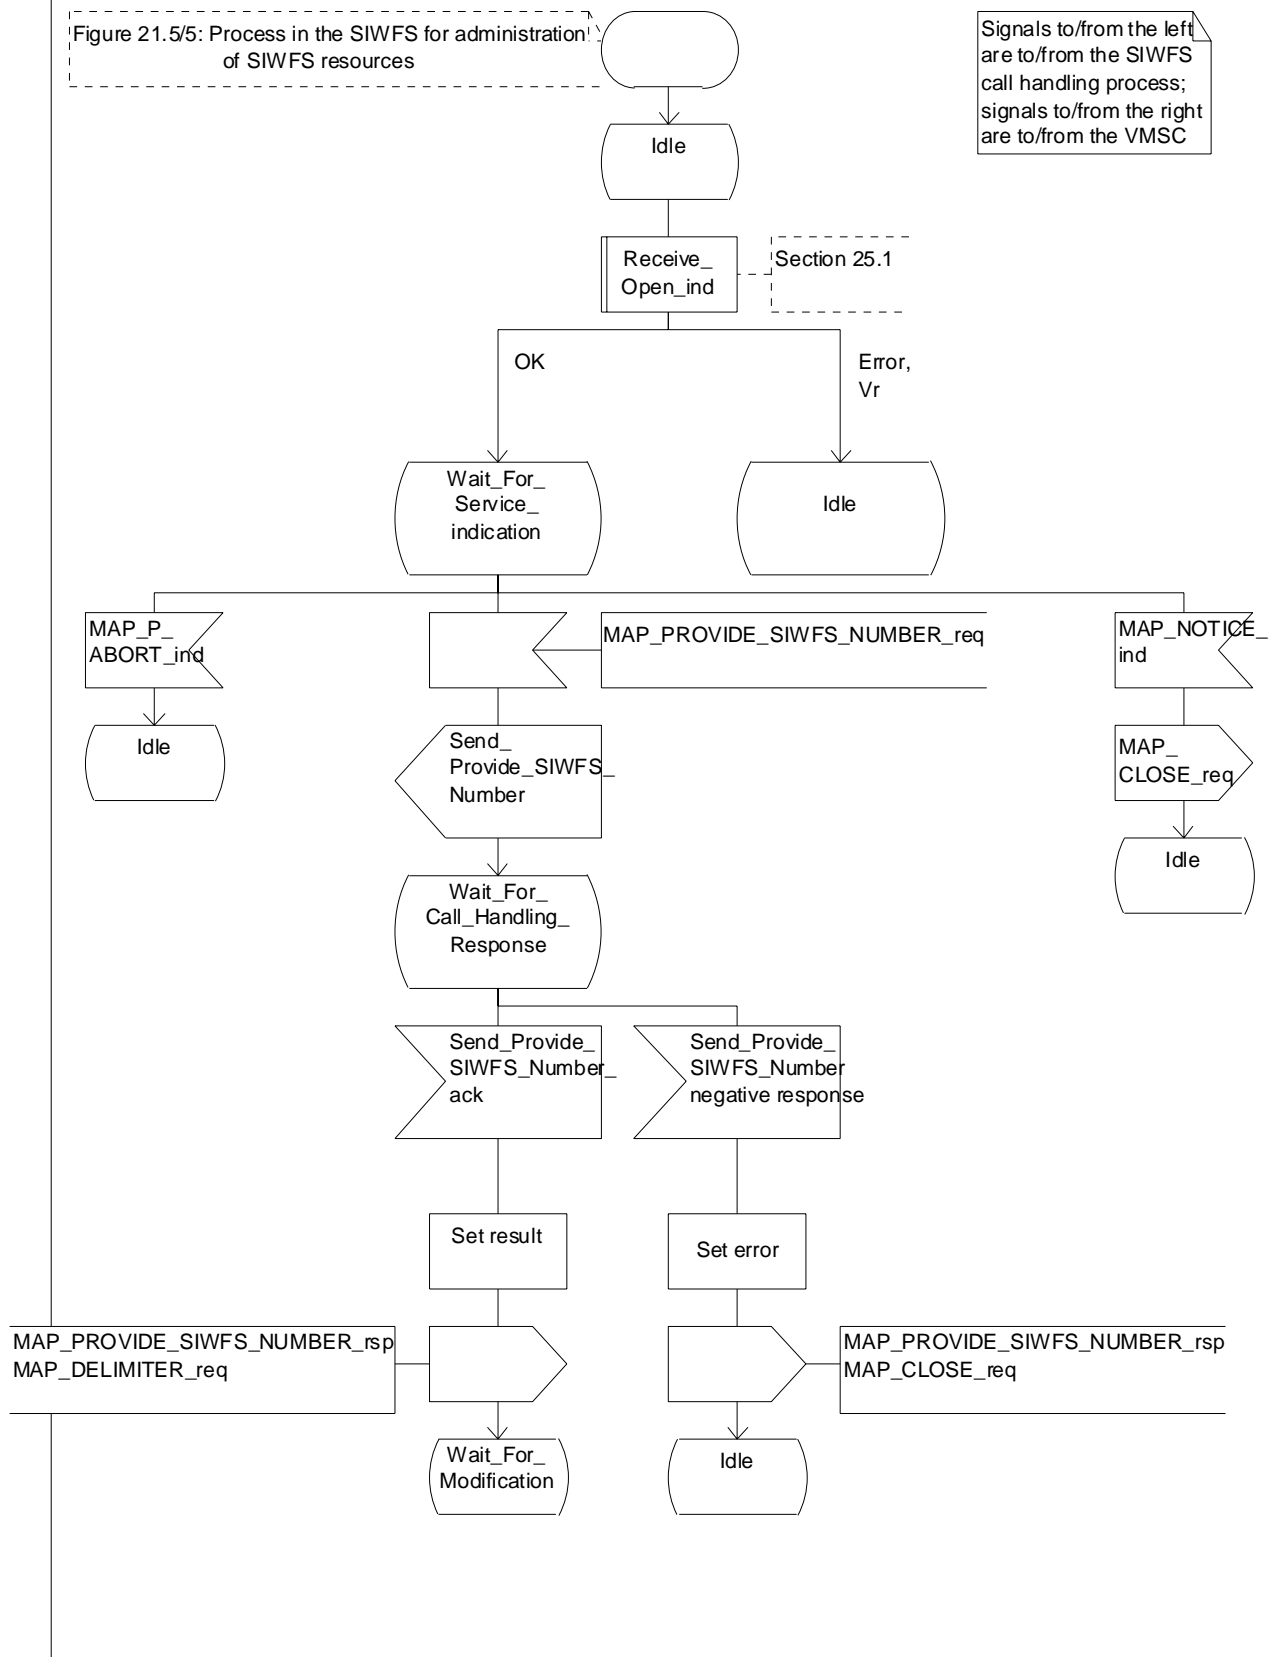 Figure 21.5/5: Process in the SIWFS for administration
of SIWFS resources
Signals to/from the left
are to/from the SIWFS
call handling process;
signals to/from the right
are to/from the VMSC
Idle
Receive_
Open_ind
Section 25.1
OK
Error,
Vr
Wait_For_
Service_
indication
Idle
MAP_P_
ABORT_ind
MAP_PROVIDE_SIWFS_NUMBER_req
MAP_NOTICE_
ind
Idle
Send_
Provide_SIWFS_
Number
MAP_
CLOSE_req
Idle
Wait_For_
Call_Handling_
Response
Send_Provide_
SIWFS_Number_
ack
Send_Provide_
SIWFS_Number
negative response
Set result
Set error
MAP_PROVIDE_SIWFS_NUMBER_rsp
MAP_DELIMITER_req
MAP_PROVIDE_SIWFS_NUMBER_rsp
MAP_CLOSE_req
Wait_For_
Modification
Idle